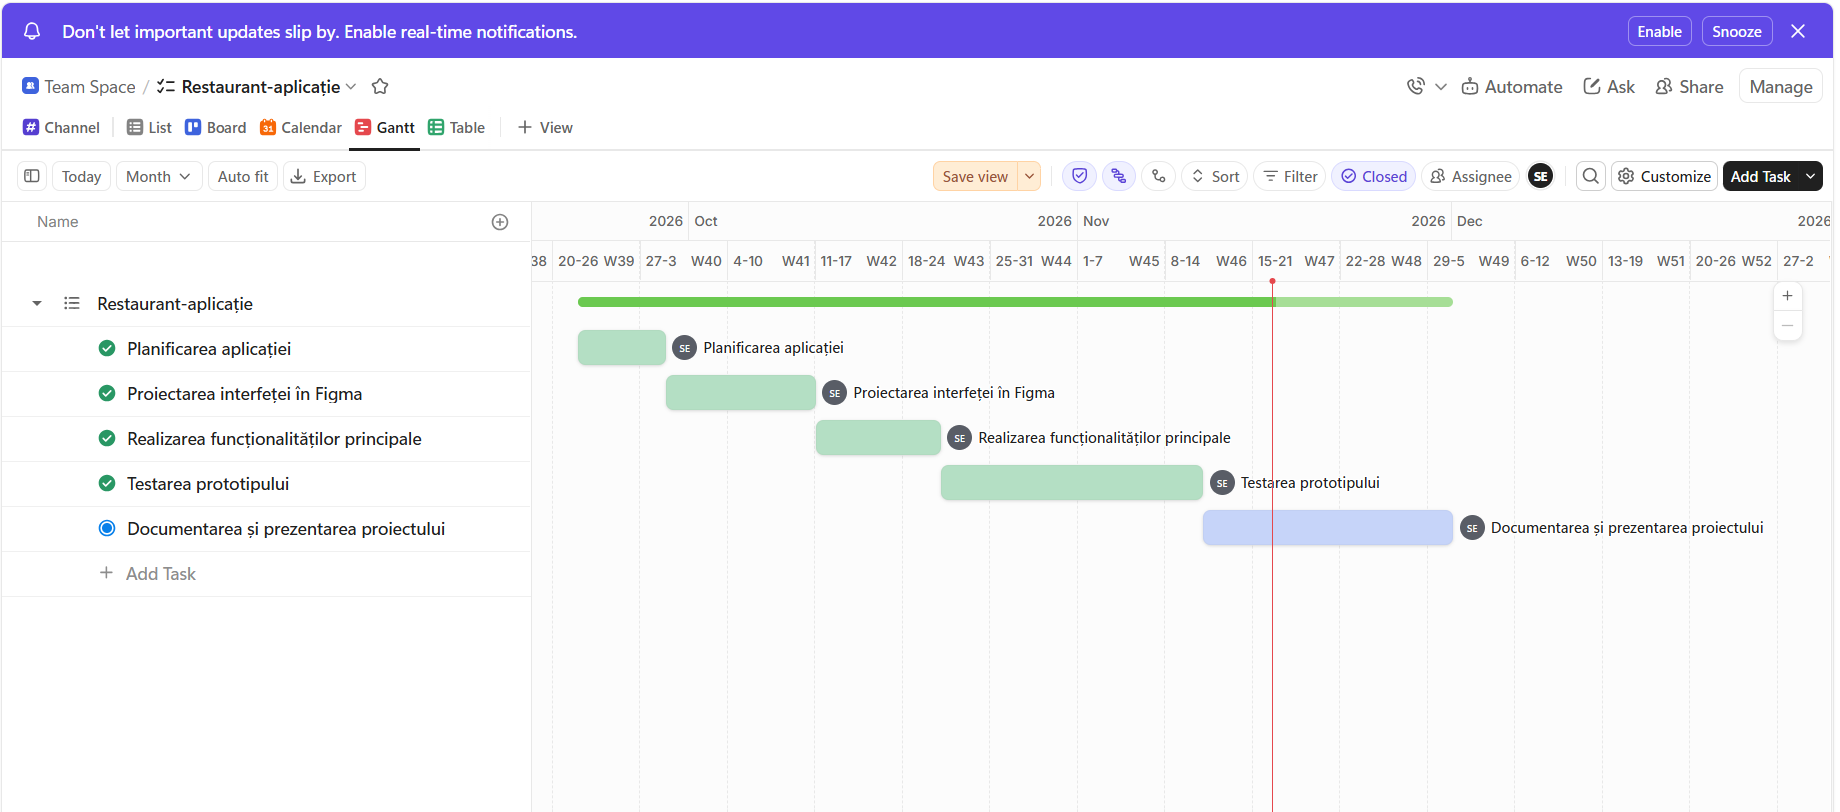 Don't let important updates slip by. Enable real-time notifications.
Enable
Snooze
Team Space / Restaurant-aplicație
Automate
Ask
Share
Manage
Channel
List
Board
31
Calendar
Gantt
Table
View
Today
Month
Auto fit
Export
Save view
Sort
Filter
Closed
Assignee
SE
Customize
Add Task
Name
2026 Oct 2026 Nov 2026 Dec 2026
38 20-26 W39 27-3 W40 4-10 W41 11-17 W42 18-24 W43 25-31 W44 1-7 W45 8-14 W46 15-21 W47 22-28 W48 29-5 W49 6-12 W50 13-19 W51 20-26 W52 27-2
Restaurant-aplicație
Planificarea aplicației
SE Planificarea aplicației
Proiectarea interfeței în Figma
SE Proiectarea interfeței în Figma
Realizarea funcționalităților principale
SE Realizarea funcționalităților principale
Testarea prototipului
SE Testarea prototipului
Documentarea și prezentarea proiectului
SE Documentarea și prezentarea proiectului
Add Task